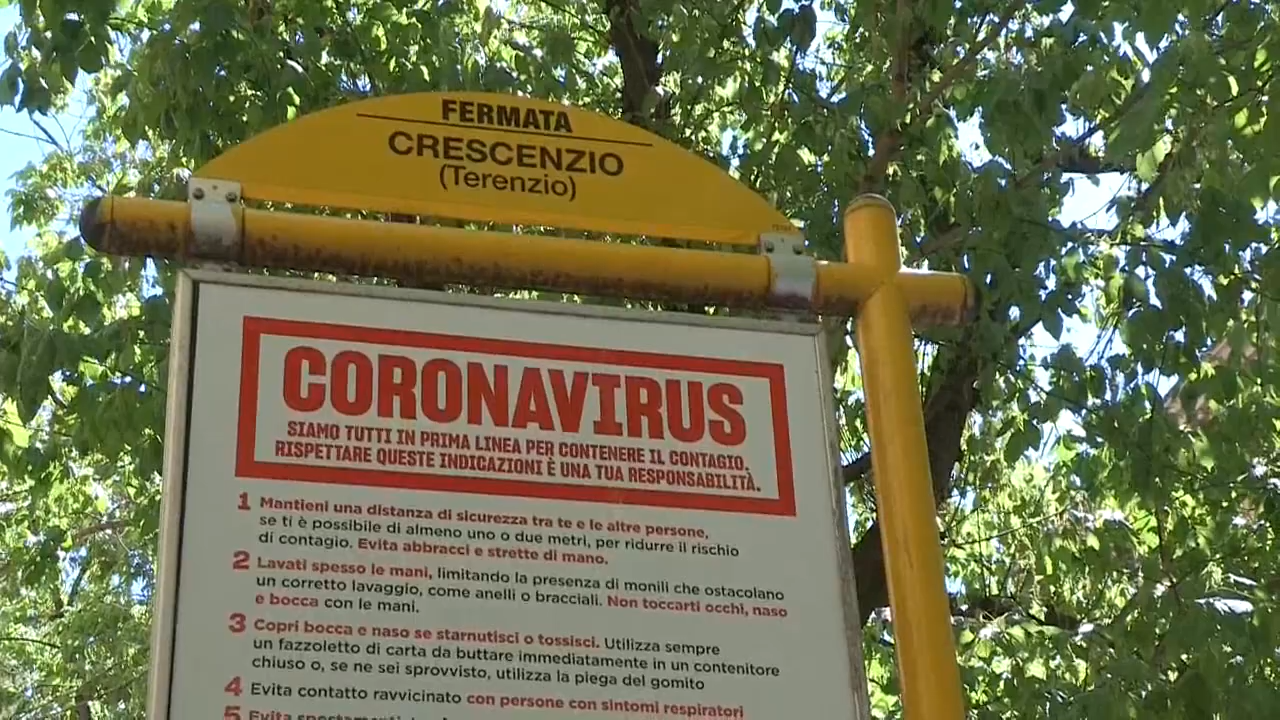 FERMATA
CRESCENZIO
(Terenzio)
CORONAVIRUS
SIAMO TUTTI IN PRIMA LINEA PER CONTENERE IL CONTAGIO.
RISPETTARE QUESTE INDICAZIONI È UNA TUA RESPONSABILITÀ.
1 Mantieni una distanza di sicurezza tra te e le altre persone,
se ti è possibile di almeno uno o due metri, per ridurre il rischio
di contagio. Evita abbracci e strette di mano.
2 Lavati spesso le mani, limitando la presenza di monili che ostacolano
un corretto lavaggio, come anelli o bracciali. Non toccarti occhi, naso
e bocca con le mani.
3 Copri bocca e naso se starnutisci o tossisci. Utilizza sempre
un fazzoletto di carta da buttare immediatamente in un contenitore
chiuso o, se ne sei sprovvisto, utilizza la piega del gomito
4 Evita contatto ravvicinato con persone con sintomi respiratori
5 Evita